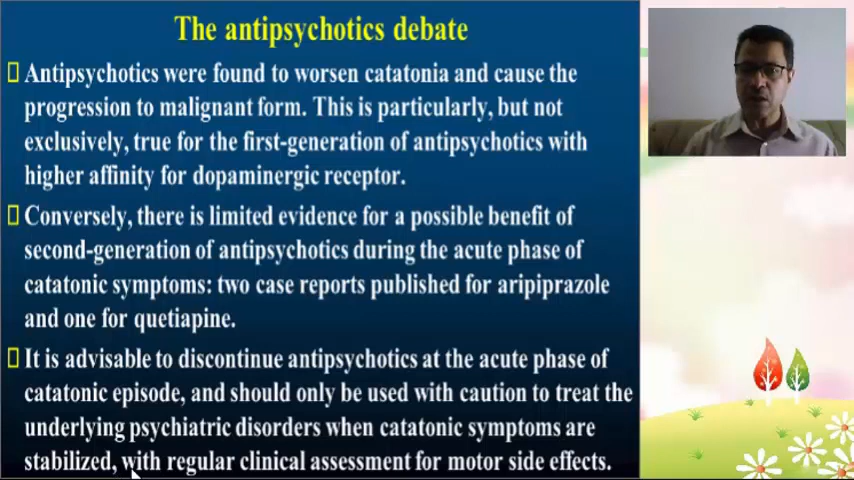 The antipsychotics debate
Antipsychotics were found to worsen catatonia and cause the
progression to malignant form. This is particularly, but not
exclusively, true for the first-generation of antipsychotics with
higher affinity for dopaminergic receptor.
Conversely, there is limited evidence for a possible benefit of
second-generation of antipsychotics during the acute phase of
catatonic symptoms: two case reports published for aripiprazole
and one for quetiapine.
It is advisable to discontinue antipsychotics at the acute phase of
catatonic episode, and should only be used with caution to treat the
underlying psychiatric disorders when catatonic symptoms are
stabilized, with regular clinical assessment for motor side effects.